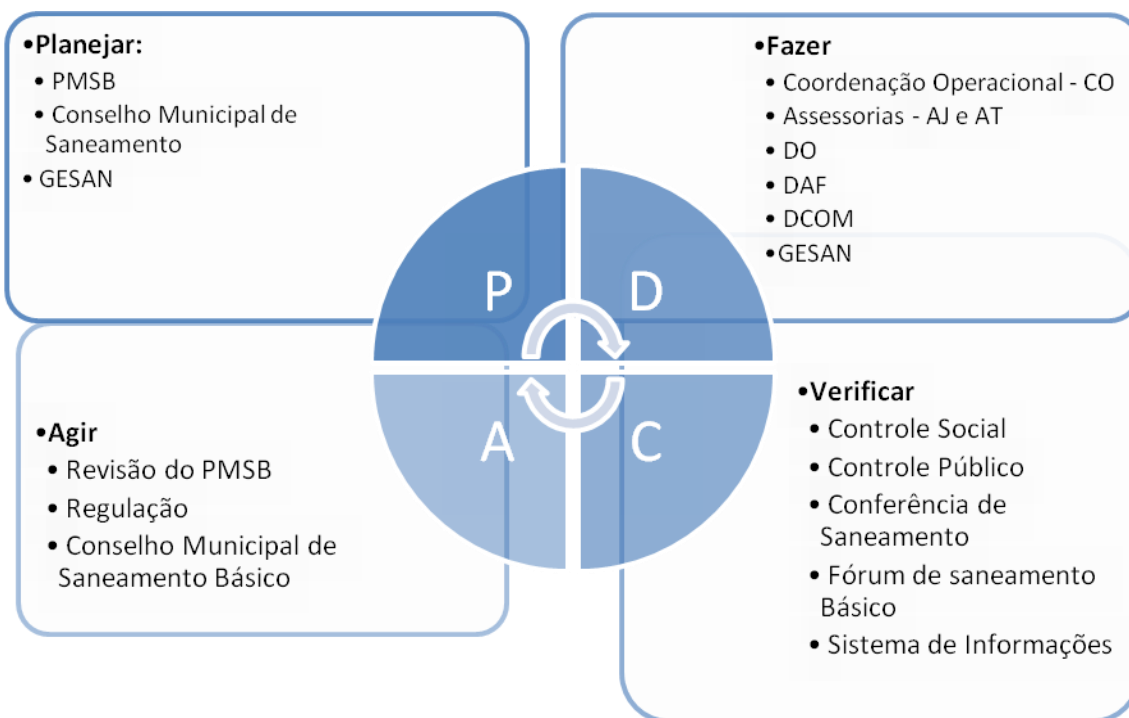 •Planejar:
• PMSB
• Conselho Municipal de
Saneamento
• GESAN
•Fazer
• Coordenação Operacional - CO
• Assessorias - AJ e AT
• DO
• DAF
• DCOM
•GESAN
P
D
A
C
•Agir
• Revisão do PMSB
• Regulação
• Conselho Municipal de
Saneamento Básico
•Verificar
• Controle Social
• Controle Público
• Conferência de
Saneamento
• Fórum de saneamento
Básico
• Sistema de Informações